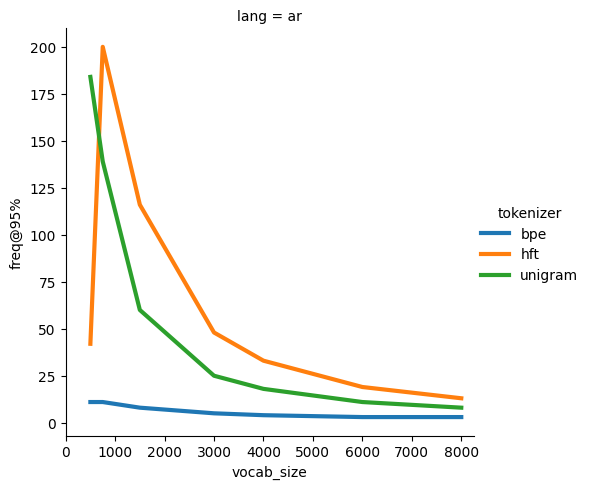 lang = ar
freq@95%
200
175
150
125
100
75
50
25
0
0 1000 2000 3000 4000 5000 6000 7000 8000
vocab_size
tokenizer
bpe
hft
unigram